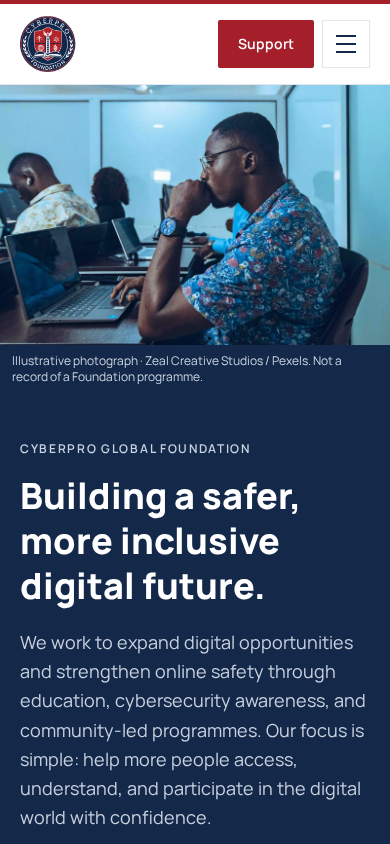 CYBERPRO
FOUNDATION
Support
Illustrative photograph · Zeal Creative Studios / Pexels. Not a
record of a Foundation programme.
CYBERPRO GLOBAL FOUNDATION
Building a safer,
more inclusive
digital future.
We work to expand digital opportunities
and strengthen online safety through
education, cybersecurity awareness, and
community-led programmes. Our focus is
simple: help more people access,
understand, and participate in the digital
world with confidence.